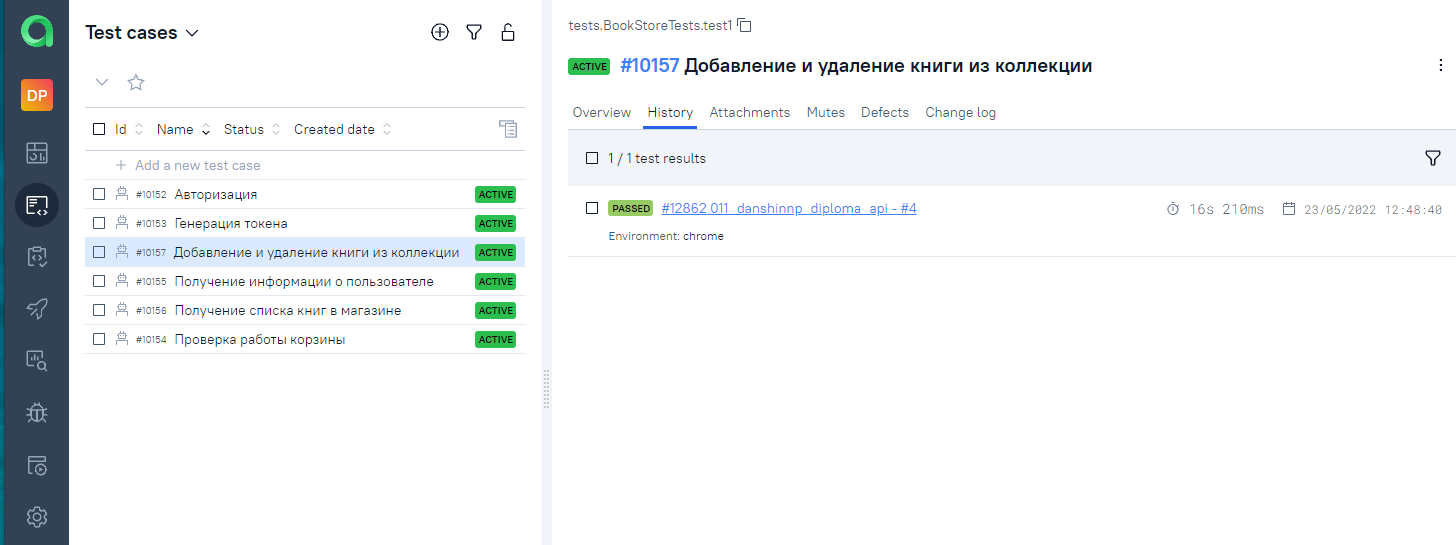 DP
Test cases
Id Name Status Created date
Add a new test case
#10152 Авторизация ACTIVE
#10153 Генерация токена ACTIVE
#10157 Добавление и удаление книги из коллекции ACTIVE
#10155 Получение информации о пользователе ACTIVE
#10156 Получение списка книг в магазине ACTIVE
#10154 Проверка работы корзины ACTIVE
tests.BookStoreTests.test1
ACTIVE #10157 Добавление и удаление книги из коллекции
Overview History Attachments Mutes Defects Change log
1 / 1 test results
PASSED #12862 011_danshinnp_diploma_api - #4 16s 210ms 23/05/2022 12:48:40
Environment: chrome